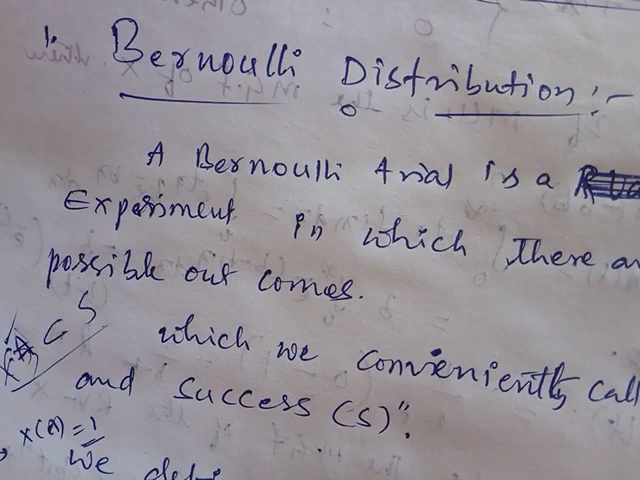 1. Bernoulli Distribution :-
A Bernoulli trial is a
Experiment in which there
possible out comes.
which we conveniently call
and success (s)".
x(s) = 1
we